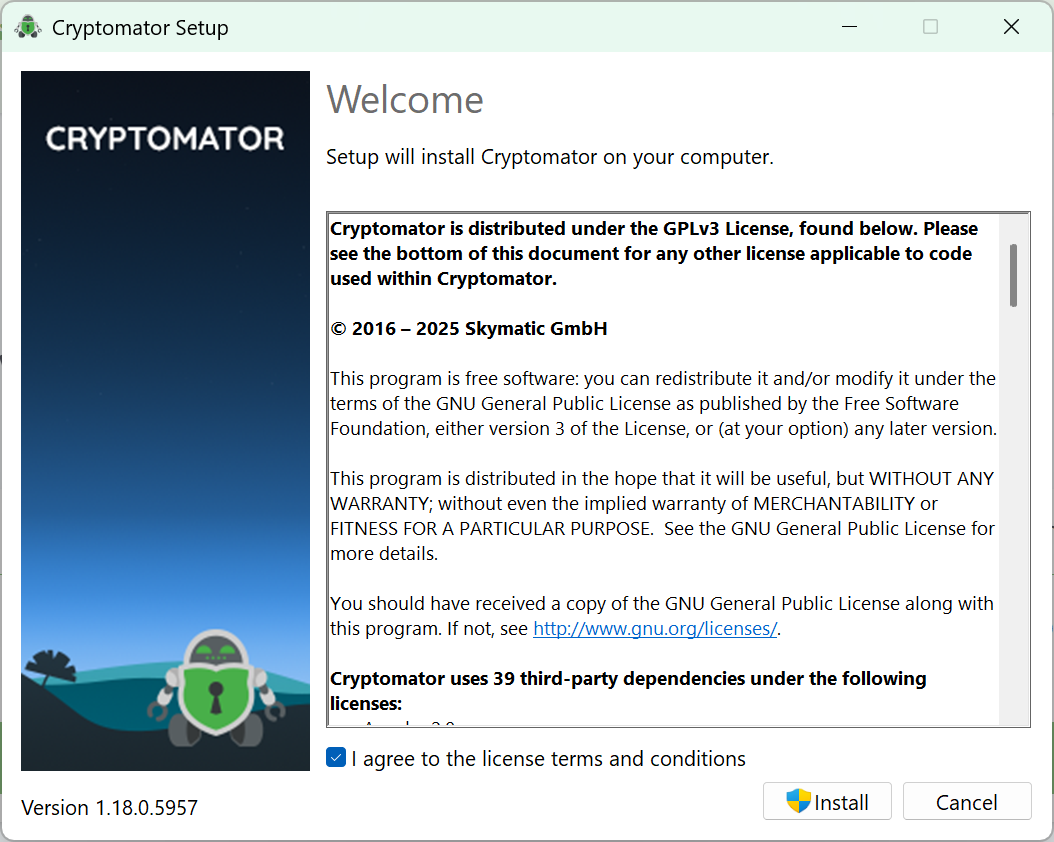 Cryptomator Setup
CRYPTOMATOR
Welcome
Setup will install Cryptomator on your computer.
Cryptomator is distributed under the GPLv3 License, found below. Please
see the bottom of this document for any other license applicable to code
used within Cryptomator.
© 2016 – 2025 Skymatic GmbH
This program is free software: you can redistribute it and/or modify it under the
terms of the GNU General Public License as published by the Free Software
Foundation, either version 3 of the License, or (at your option) any later version.
This program is distributed in the hope that it will be useful, but WITHOUT ANY
WARRANTY; without even the implied warranty of MERCHANTABILITY or
FITNESS FOR A PARTICULAR PURPOSE.  See the GNU General Public License for
more details.
You should have received a copy of the GNU General Public License along with
this program. If not, see http://www.gnu.org/licenses/.
Cryptomator uses 39 third-party dependencies under the following
licenses:
I agree to the license terms and conditions
Version 1.18.0.5957
Install
Cancel